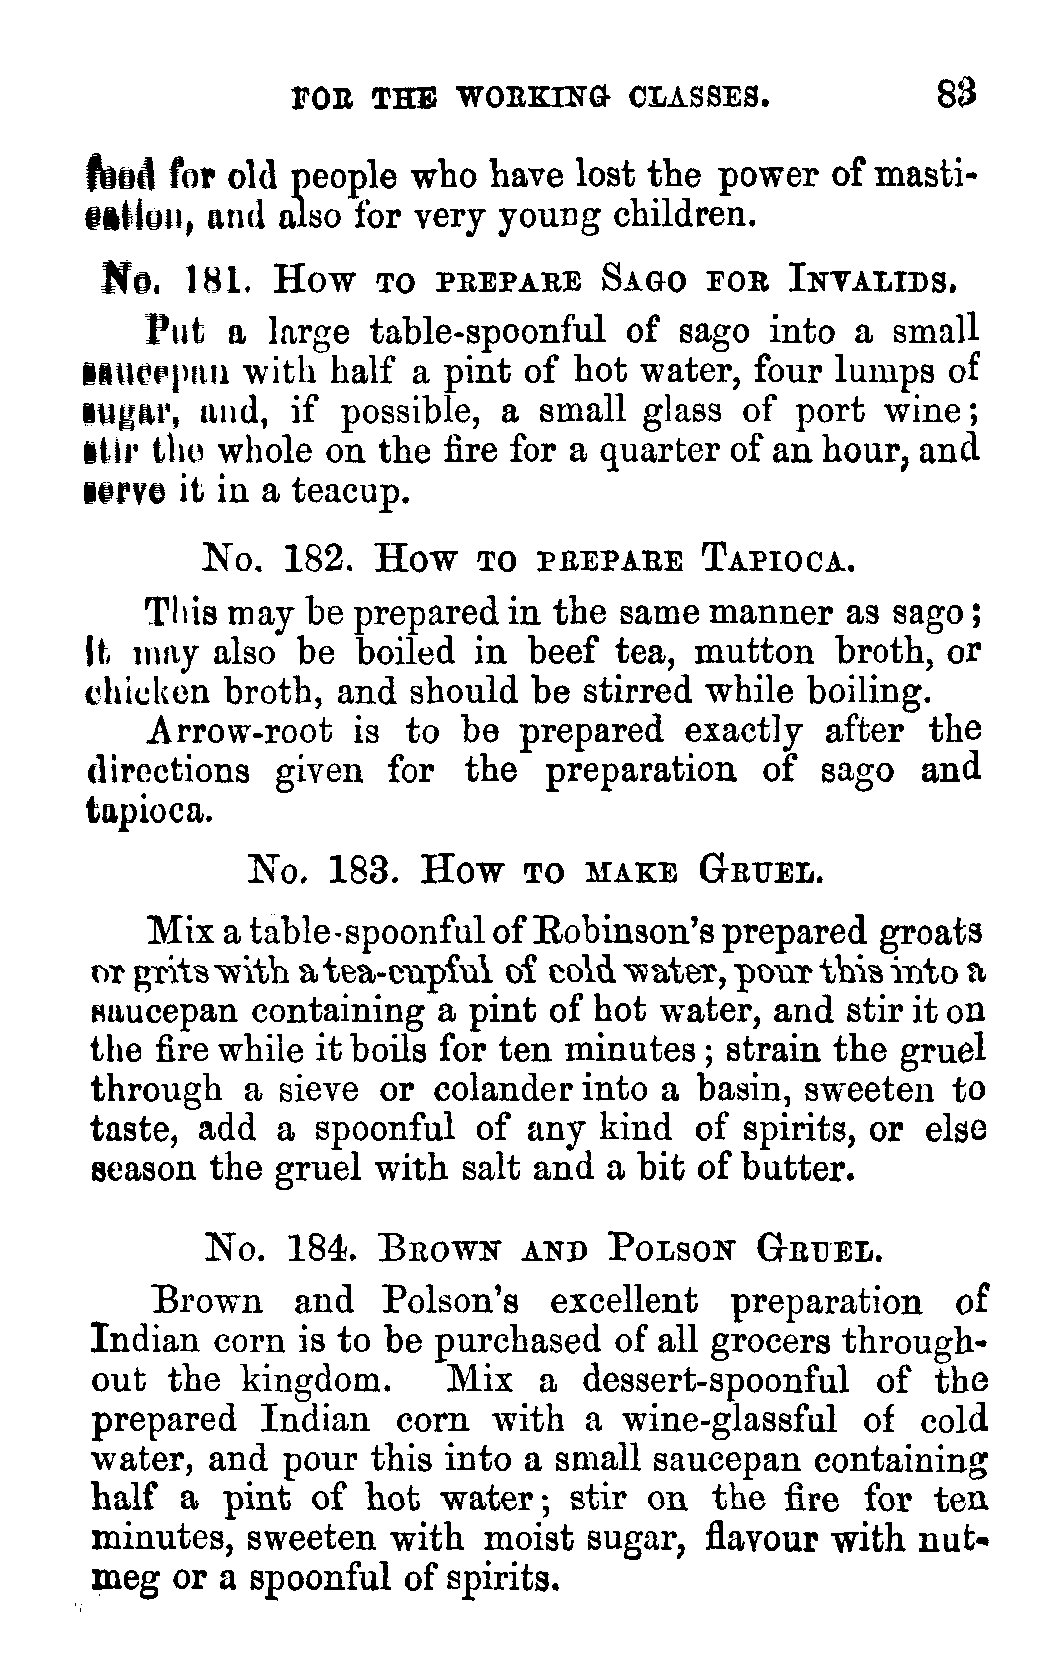 FOR THE WORKING CLASSES. 83
food for old people who have lost the power of masti-
cation, and also for very young children.
No. 181. How to prepare Sago for Invalids.
Put a large table-spoonful of sago into a small
saucepan with half a pint of hot water, four lumps of
sugar, and, if possible, a small glass of port wine;
stir the whole on the fire for a quarter of an hour, and
serve it in a teacup.
No. 182. How to prepare Tapioca.
This may be prepared in the same manner as sago;
it may also be boiled in beef tea, mutton broth, or
chicken broth, and should be stirred while boiling.
Arrow-root is to be prepared exactly after the
directions given for the preparation of sago and
tapioca.
No. 183. How to make Gruel.
Mix a table-spoonful of Robinson's prepared groats
or grits with a tea-cupful of cold water, pour this into a
saucepan containing a pint of hot water, and stir it on
the fire while it boils for ten minutes; strain the gruel
through a sieve or colander into a basin, sweeten to
taste, add a spoonful of any kind of spirits, or else
season the gruel with salt and a bit of butter.
No. 184. Brown and Polson Gruel.
Brown and Polson's excellent preparation of
Indian corn is to be purchased of all grocers through-
out the kingdom. Mix a dessert-spoonful of the
prepared Indian corn with a wine-glassful of cold
water, and pour this into a small saucepan containing
half a pint of hot water; stir on the fire for ten
minutes, sweeten with moist sugar, flavour with nut-
meg or a spoonful of spirits.